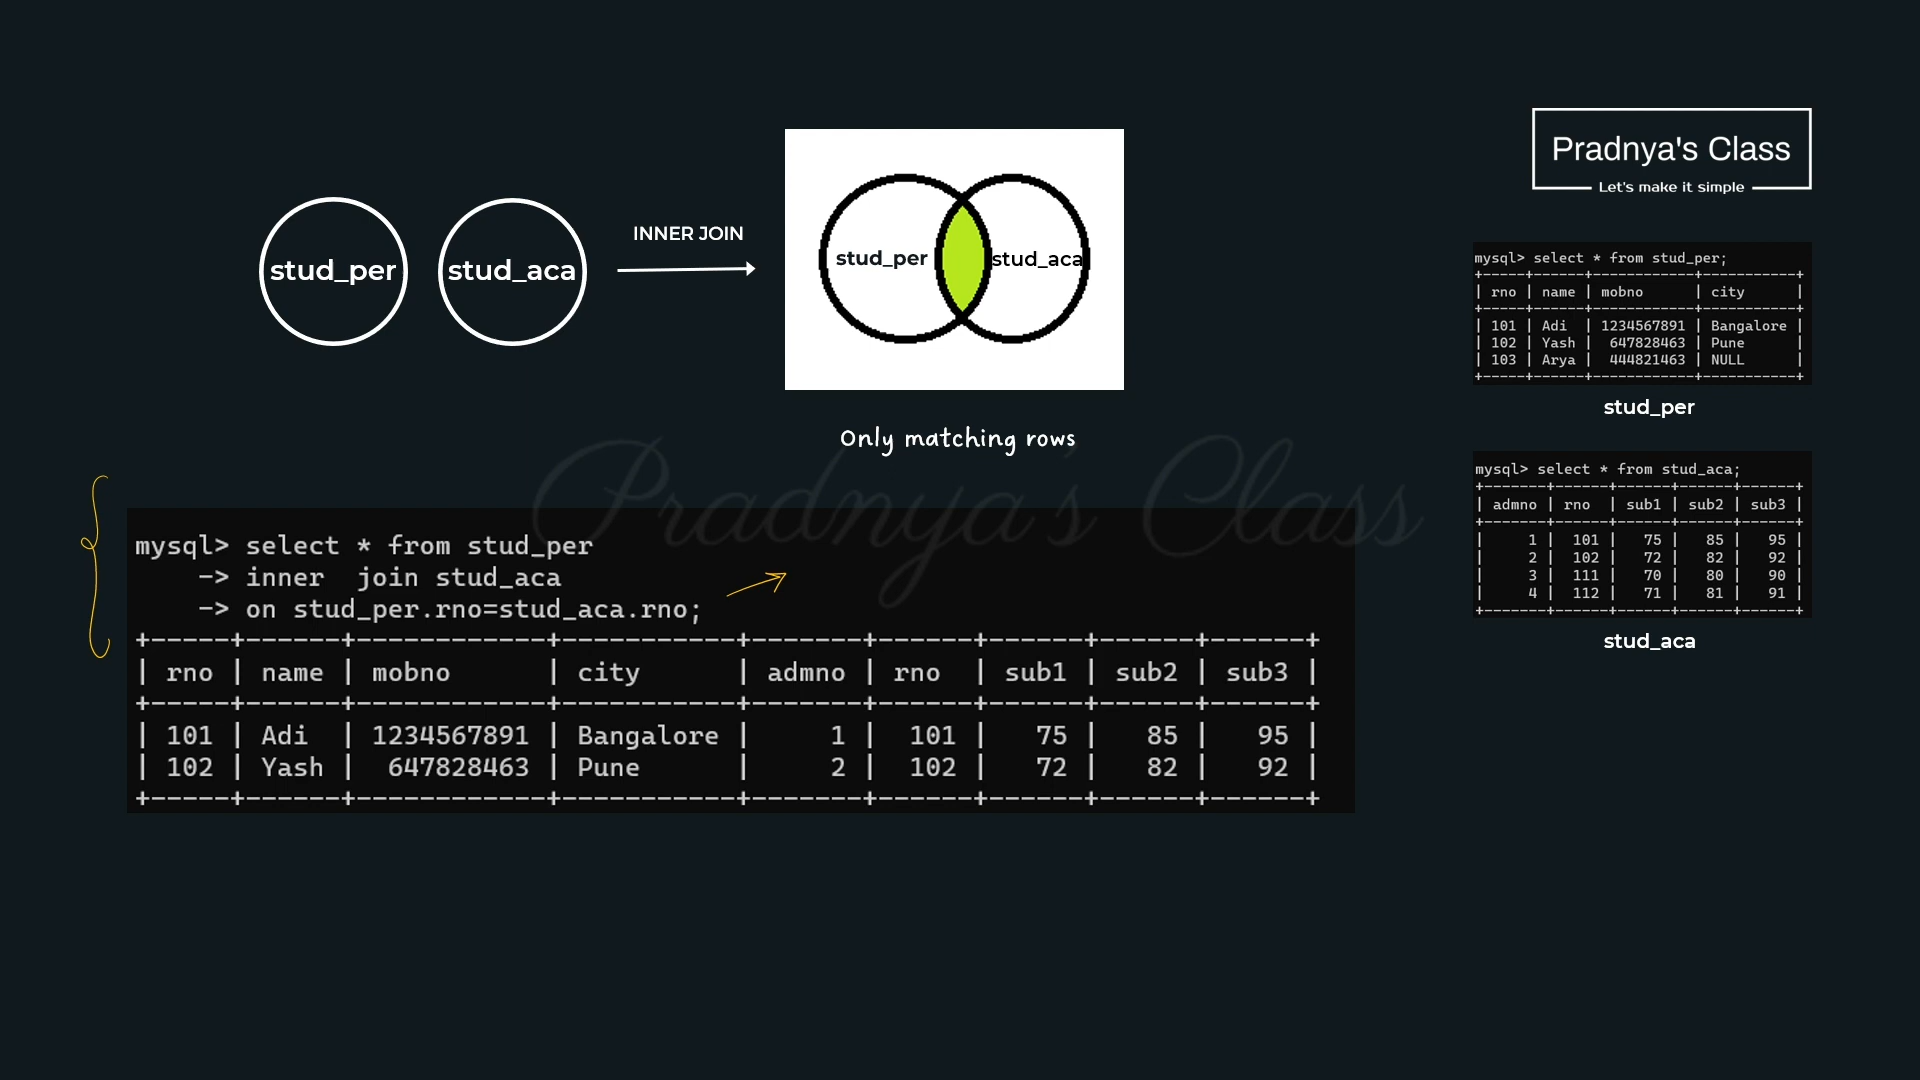 Pradnya's Class
Let's make it simple
stud_per
stud_aca
INNER JOIN
stud_per
stud_aca
Only matching rows
Pradnya's Class
mysql> select * from stud_per
-> inner  join stud_aca
-> on stud_per.rno=stud_aca.rno;
+-----+------+------------+-----------+-------+------+------+------+------+
| rno | name | mobno      | city      | admno | rno  | sub1 | sub2 | sub3 |
+-----+------+------------+-----------+-------+------+------+------+------+
| 101 | Adi  | 1234567891 | Bangalore |     1 |  101 |   75 |   85 |   95 |
| 102 | Yash |  647828463 | Pune      |     2 |  102 |   72 |   82 |   92 |
+-----+------+------------+-----------+-------+------+------+------+------+
mysql> select * from stud_per;
+-----+------+------------+-----------+
| rno | name | mobno      | city      |
+-----+------+------------+-----------+
| 101 | Adi  | 1234567891 | Bangalore |
| 102 | Yash |  647828463 | Pune      |
| 103 | Arya |  444821463 | NULL      |
+-----+------+------------+-----------+
stud_per
mysql> select * from stud_aca;
+-------+------+------+------+------+
| admno | rno  | sub1 | sub2 | sub3 |
+-------+------+------+------+------+
|     1 |  101 |   75 |   85 |   95 |
|     2 |  102 |   72 |   82 |   92 |
|     3 |  111 |   70 |   80 |   90 |
|     4 |  112 |   71 |   81 |   91 |
+-------+------+------+------+------+
stud_aca